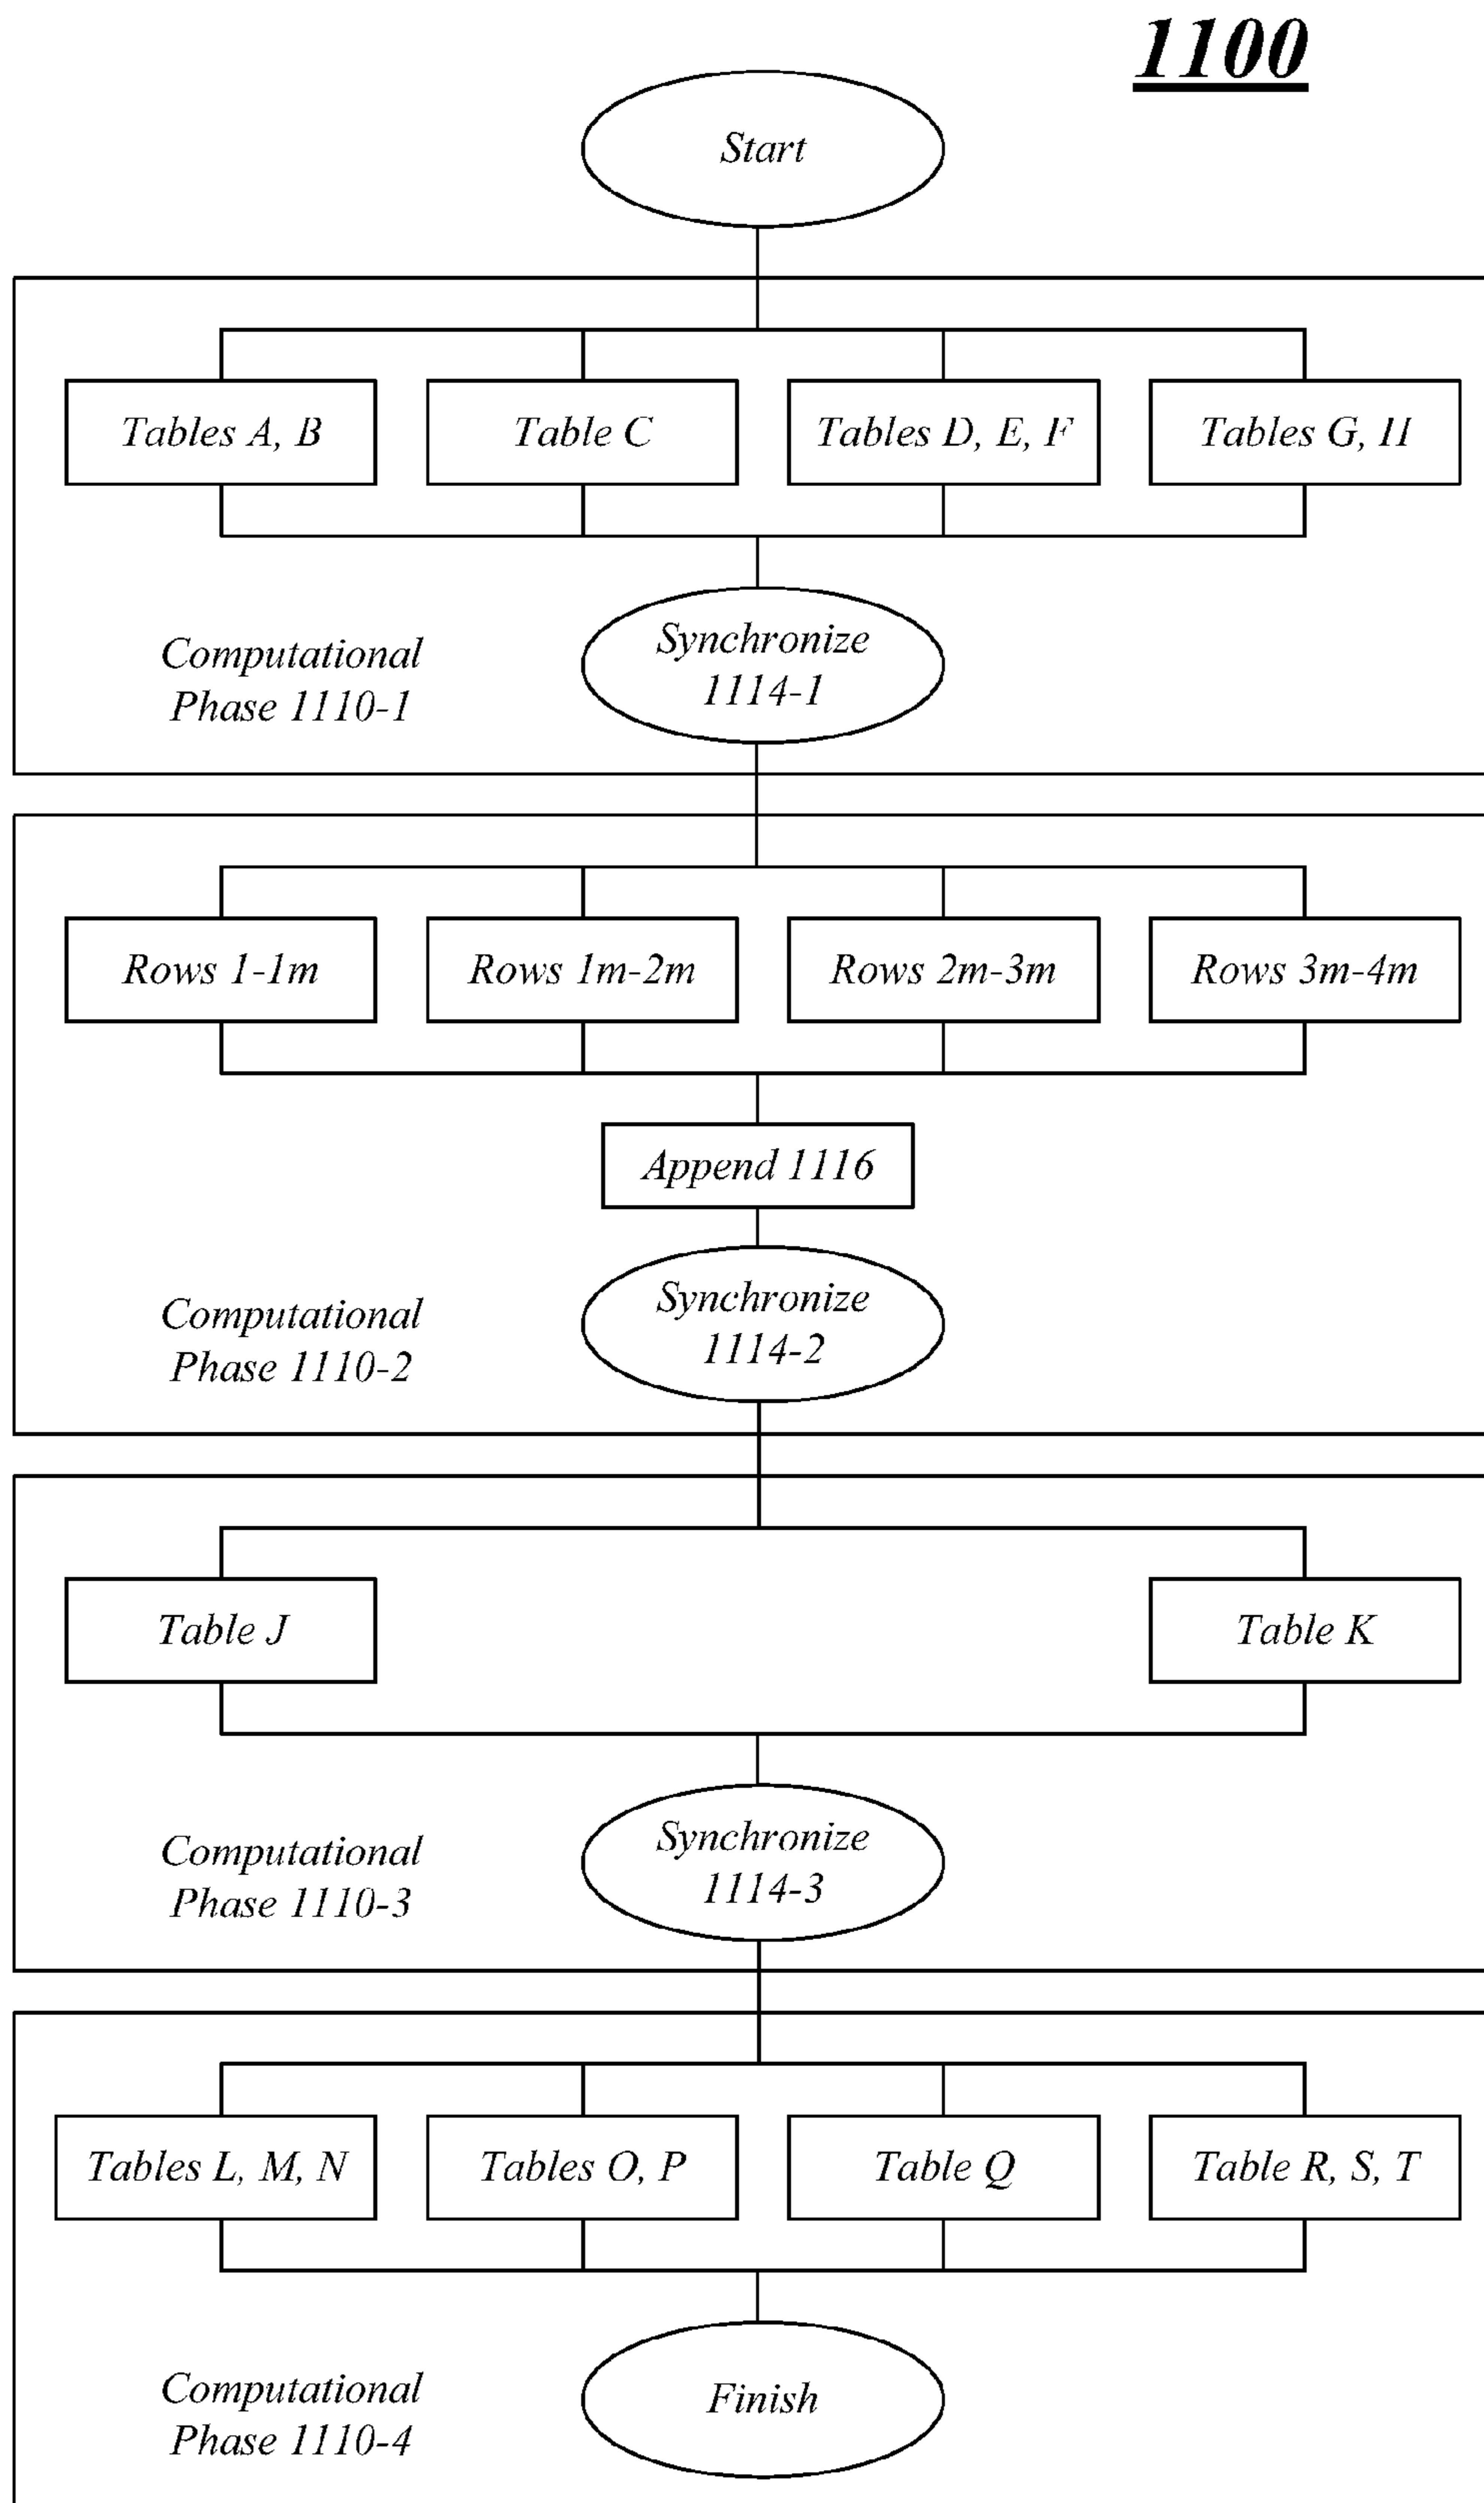 1100
Start
Tables A, B
Table C
Tables D, E, F
Tables G, H
Computational
Phase 1110-1
Synchronize
1114-1
Rows 1-1m
Rows 1m-2m
Rows 2m-3m
Rows 3m-4m
Append 1116
Computational
Phase 1110-2
Synchronize
1114-2
Table J
Table K
Computational
Phase 1110-3
Synchronize
1114-3
Tables L, M, N
Tables O, P
Table Q
Table R, S, T
Computational
Phase 1110-4
Finish